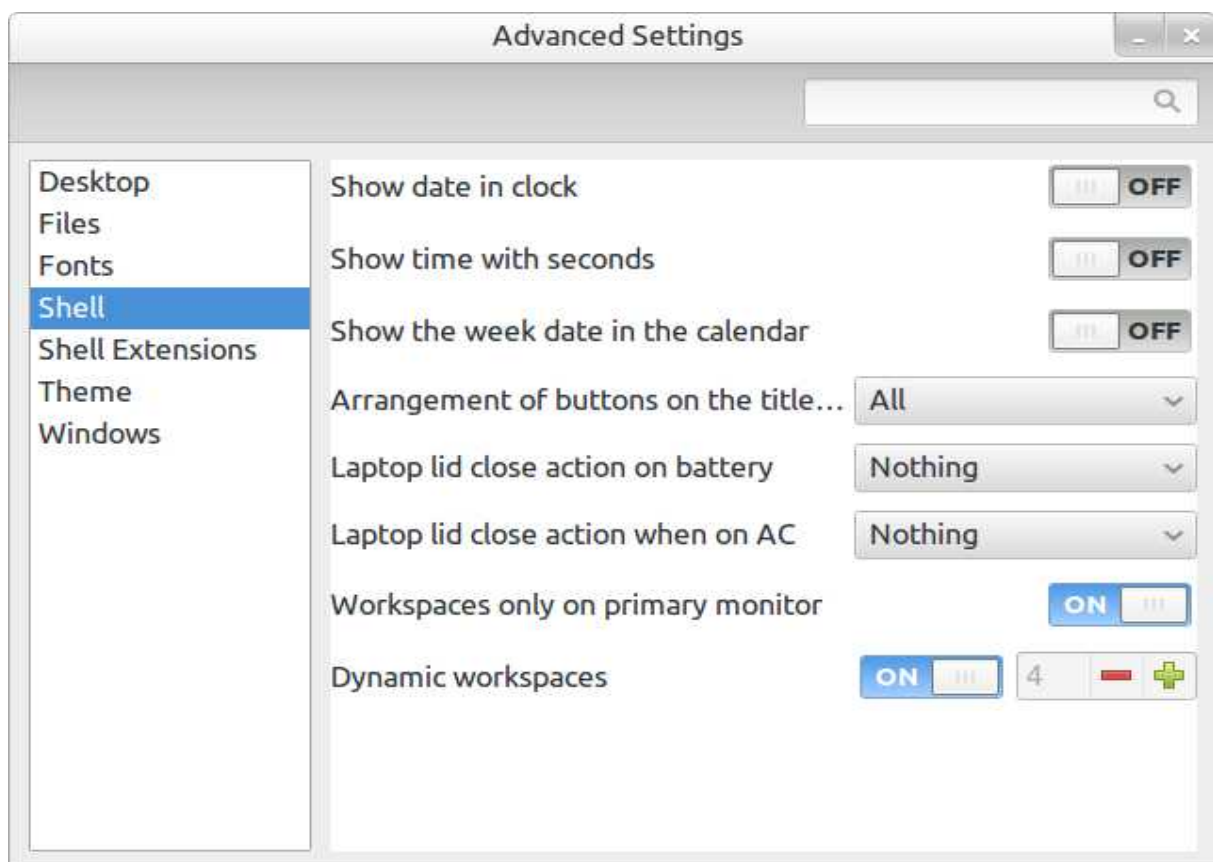 Advanced Settings
Desktop
Files
Fonts
Shell
Shell Extensions
Theme
Windows
Show date in clock OFF
Show time with seconds OFF
Show the week date in the calendar OFF
Arrangement of buttons on the title… All
Laptop lid close action on battery Nothing
Laptop lid close action when on AC Nothing
Workspaces only on primary monitor ON
Dynamic workspaces ON 4